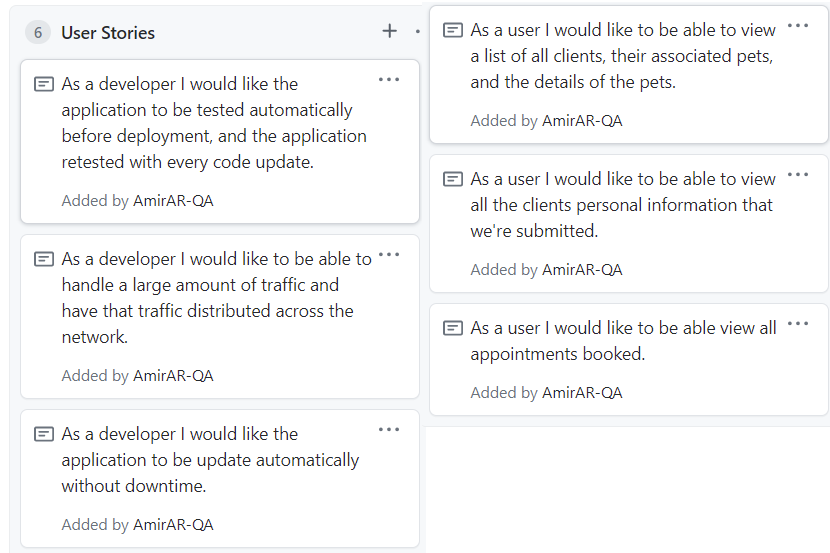 6 User Stories
As a developer I would like the
application to be tested automatically
before deployment, and the application
retested with every code update.
Added by AmirAR-QA
As a developer I would like to be able to
handle a large amount of traffic and
have that traffic distributed across the
network.
Added by AmirAR-QA
As a developer I would like the
application to be update automatically
without downtime.
Added by AmirAR-QA
As a user I would like to be able to view
a list of all clients, their associated pets,
and the details of the pets.
Added by AmirAR-QA
As a user I would like to be able to view
all the clients personal information that
we're submitted.
Added by AmirAR-QA
As a user I would like to be able view all
appointments booked.
Added by AmirAR-QA